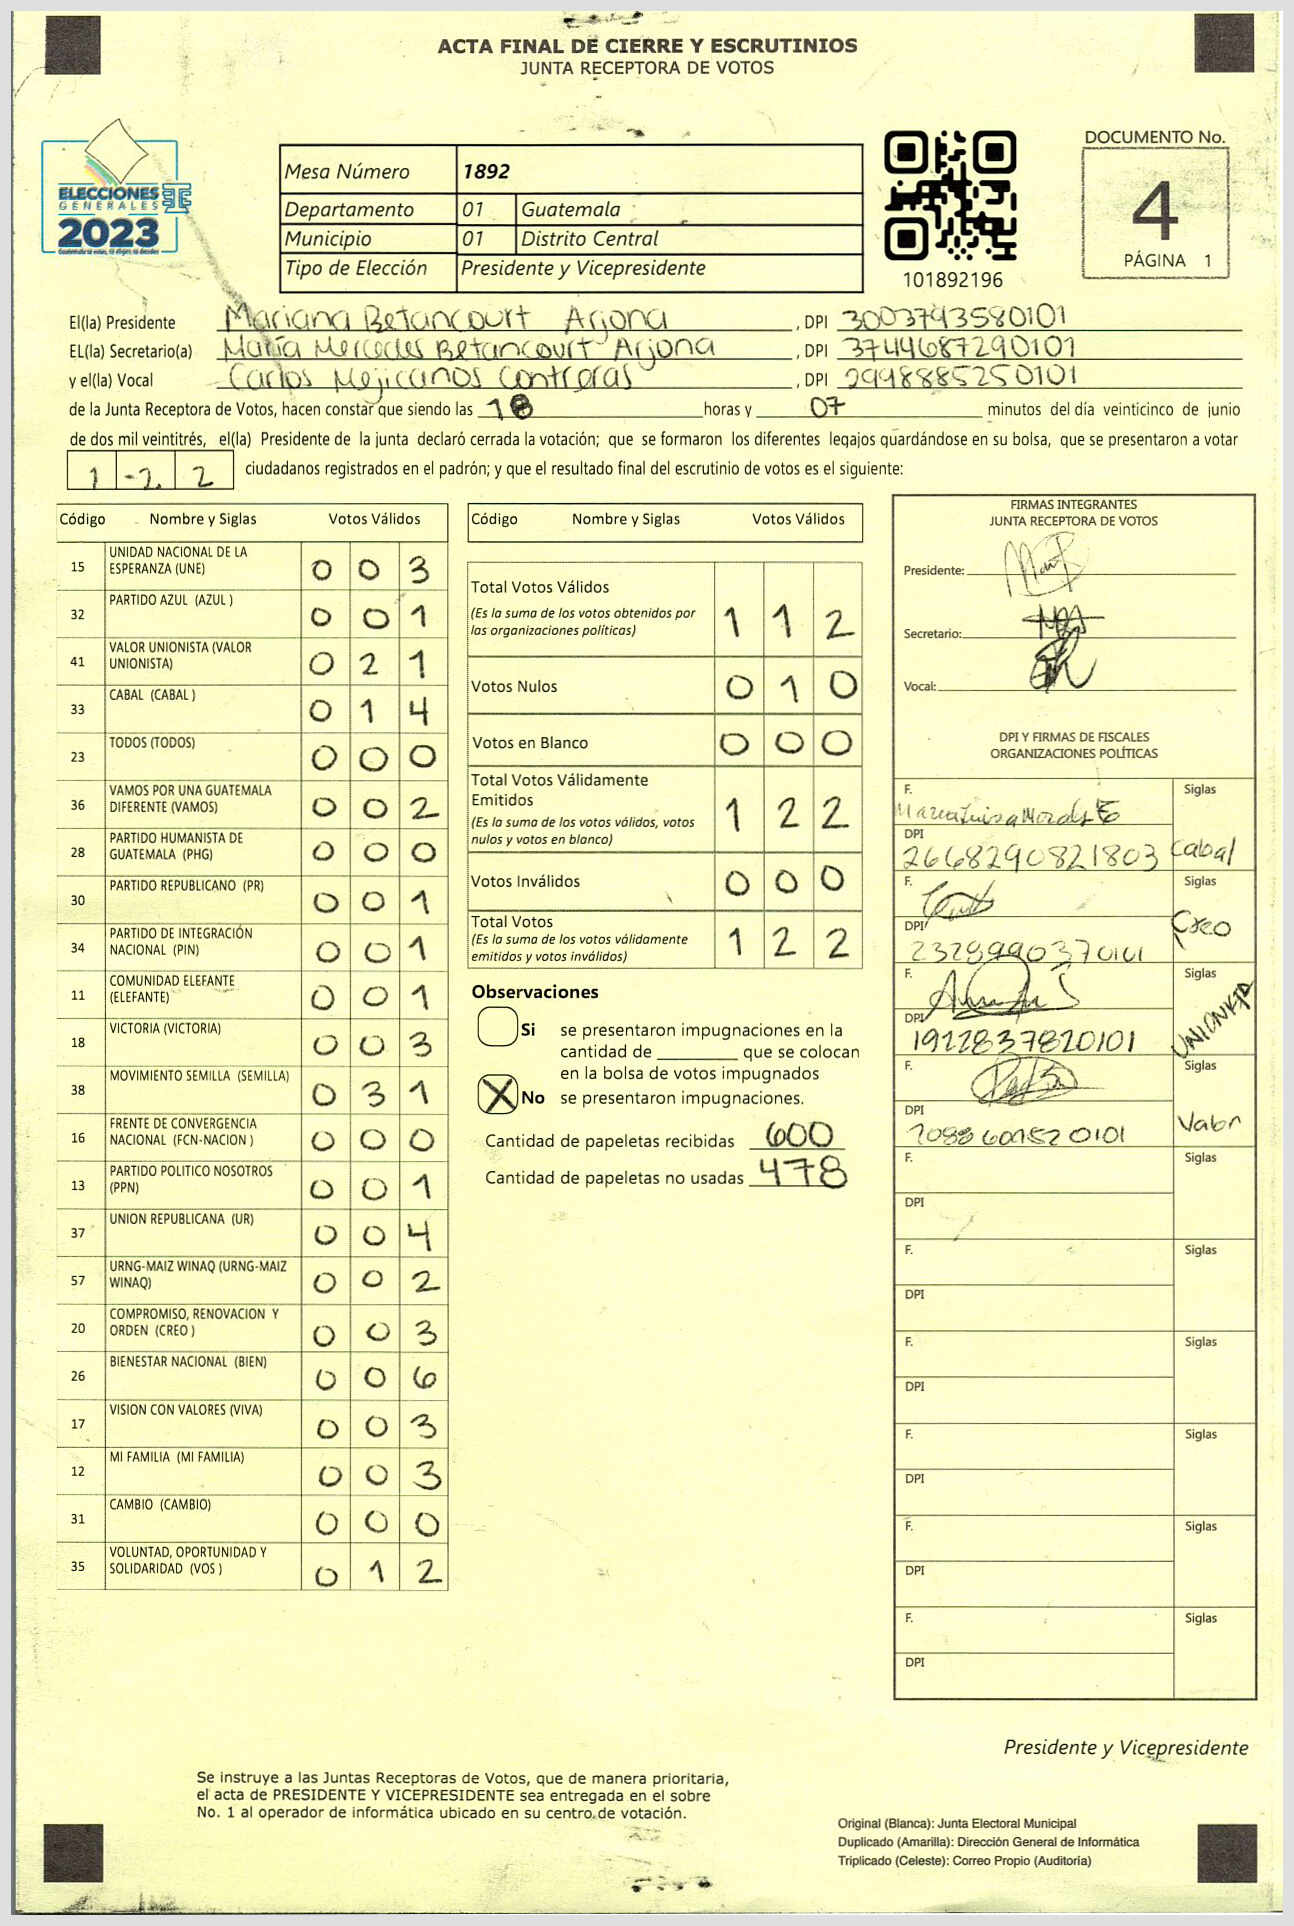 ACTA FINAL DE CIERRE Y ESCRUTINIOS
JUNTA RECEPTORA DE VOTOS
ELECCIONES
GENERALES
2023
Mesa Número 1892
Departamento 01 Guatemala
Municipio 01 Distrito Central
Tipo de Elección Presidente y Vicepresidente
101892196
DOCUMENTO No.
4
PÁGINA 1
El(la) Presidente Mariana Betancourt Arjona, DPI 3003793580101
EL(la) Secretario(a) María Mercedes Betancourt Arjona, DPI 3744687290101
y el(la) Vocal Carlos Mejicanos Contreras, DPI 2998885250101
de la Junta Receptora de Votos, hacen constar que siendo las 18 horas y 07 minutos del día veinticinco de junio
de dos mil veintitrés, el(la) Presidente de la junta declaró cerrada la votación; que se formaron los diferentes legajos guardándose en su bolsa, que se presentaron a votar
1 2 2 ciudadanos registrados en el padrón; y que el resultado final del escrutinio de votos es el siguiente:
Código Nombre y Siglas Votos Válidos
15 UNIDAD NACIONAL DE LA
ESPERANZA (UNE) 0 0 3
32 PARTIDO AZUL (AZUL ) 0 0 1
41 VALOR UNIONISTA (VALOR
UNIONISTA) 0 2 1
33 CABAL (CABAL ) 0 1 4
23 TODOS (TODOS) 0 0 0
36 VAMOS POR UNA GUATEMALA
DIFERENTE (VAMOS) 0 0 2
28 PARTIDO HUMANISTA DE
GUATEMALA (PHG) 0 0 0
30 PARTIDO REPUBLICANO (PR) 0 0 1
34 PARTIDO DE INTEGRACIÓN
NACIONAL (PIN) 0 0 1
11 COMUNIDAD ELEFANTE
(ELEFANTE) 0 0 1
18 VICTORIA (VICTORIA) 0 0 3
38 MOVIMIENTO SEMILLA (SEMILLA) 0 3 1
16 FRENTE DE CONVERGENCIA
NACIONAL (FCN-NACION ) 0 0 0
13 PARTIDO POLITICO NOSOTROS
(PPN) 0 0 1
37 UNION REPUBLICANA (UR) 0 0 4
57 URNG-MAIZ WINAQ (URNG-MAIZ
WINAQ) 0 0 2
20 COMPROMISO, RENOVACION Y
ORDEN (CREO ) 0 0 3
26 BIENESTAR NACIONAL (BIEN) 0 0 6
17 VISION CON VALORES (VIVA) 0 0 3
12 MI FAMILIA (MI FAMILIA) 0 0 3
31 CAMBIO (CAMBIO) 0 0 0
35 VOLUNTAD, OPORTUNIDAD Y
SOLIDARIDAD (VOS ) 0 1 2
Código Nombre y Siglas Votos Válidos
Total Votos Válidos
(Es la suma de los votos obtenidos por
las organizaciones políticas) 1 1 2
Votos Nulos 0 1 0
Votos en Blanco 0 0 0
Total Votos Válidamente
Emitidos
(Es la suma de los votos válidos, votos
nulos y votos en blanco) 1 2 2
Votos Inválidos 0 0 0
Total Votos
(Es la suma de los votos válidamente
emitidos y votos inválidos) 1 2 2
Observaciones
Si se presentaron impugnaciones en la
cantidad de ________ que se colocan
en la bolsa de votos impugnados
X No se presentaron impugnaciones.
Cantidad de papeletas recibidas 600
Cantidad de papeletas no usadas 478
FIRMAS INTEGRANTES
JUNTA RECEPTORA DE VOTOS
Presidente:
Secretario:
Vocal:
DPI Y FIRMAS DE FISCALES
ORGANIZACIONES POLÍTICAS
F. Siglas
DPI
2668290821803 Cabal
F. Siglas
DPI Creo
F. Siglas
DPI UNIONISTA
1912837820101
F. Siglas
DPI Valor
F. Siglas
DPI
F. Siglas
DPI
F. Siglas
DPI
F. Siglas
DPI
F. Siglas
DPI
F. Siglas
DPI
Presidente y Vicepresidente
Se instruye a las Juntas Receptoras de Votos, que de manera prioritaria,
el acta de PRESIDENTE Y VICEPRESIDENTE sea entregada en el sobre
No. 1 al operador de informática ubicado en su centro de votación.
Original (Blanca): Junta Electoral Municipal
Duplicado (Amarilla): Dirección General de Informática
Triplicado (Celeste): Correo Propio (Auditoría)